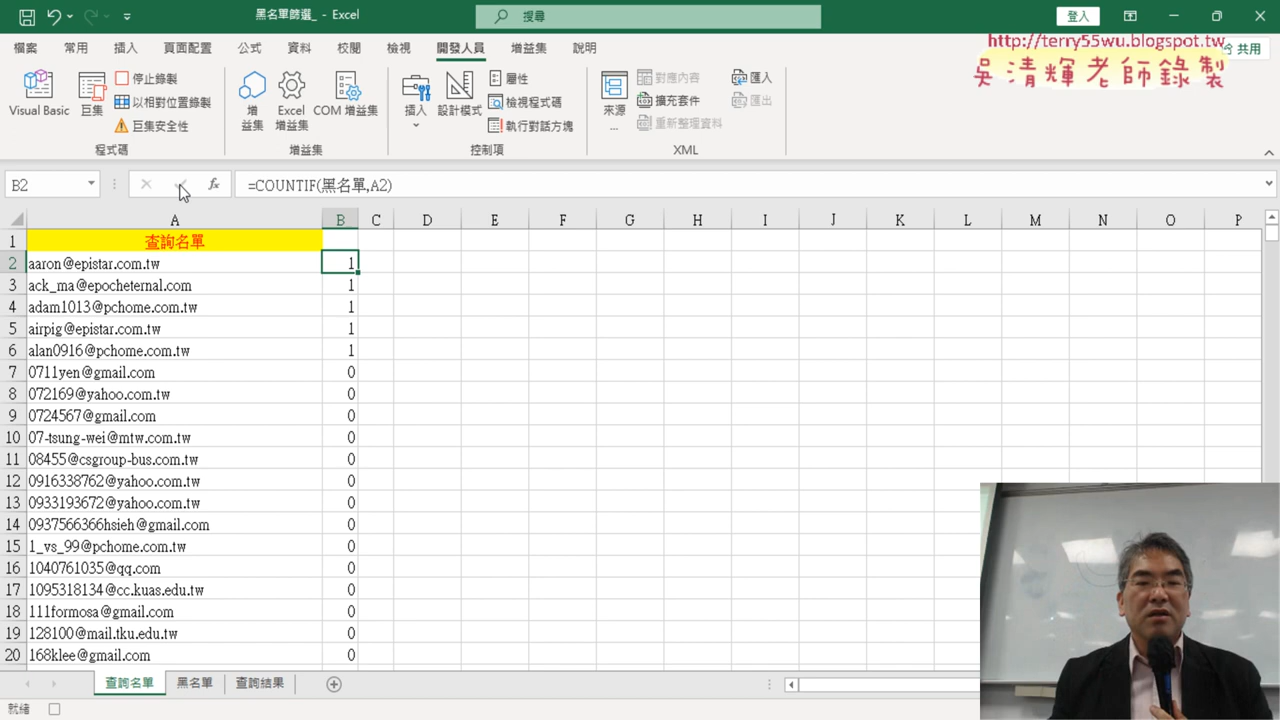 黑名單篩選_ - Excel
搜尋
登入
檔案 常用 插入 頁面配置 公式 資料 校閱 檢視 開發人員 增益集 說明
共用
http://terry55wu.blogspot.tw
吳清輝老師錄製
Visual Basic
巨集
停止錄製
以相對位置錄製
巨集安全性
程式碼
增益集
Excel 增益集
COM 增益集
增益集
插入
設計模式
屬性
檢視程式碼
執行對話方塊
控制項
來源
...
對應內容
擴充套件
重新整理資料
匯入
匯出
XML
B2
fx
=COUNTIF(黑名單,A2)
A B C D E F G H I J K L M N O P
1 查詢名單
2 aaron@epistar.com.tw 1
3 ack_ma@epocheternal.com 1
4 adam1013@pchome.com.tw 1
5 airpig@epistar.com.tw 1
6 alan0916@pchome.com.tw 1
7 0711yen@gmail.com 0
8 072169@yahoo.com.tw 0
9 0724567@gmail.com 0
10 07-tsung-wei@mtw.com.tw 0
11 08455@csgroup-bus.com.tw 0
12 0916338762@yahoo.com.tw 0
13 0933193672@yahoo.com.tw 0
14 0937566366hsieh@gmail.com 0
15 1_vs_99@pchome.com.tw 0
16 1040761035@qq.com 0
17 1095318134@cc.kuas.edu.tw 0
18 111formosa@gmail.com 0
19 128100@mail.tku.edu.tw 0
20 168klee@gmail.com 0
查詢名單 黑名單 查詢結果
就緒